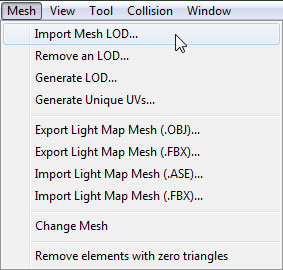 Mesh View Tool Collision Window
Import Mesh LOD...
Remove an LOD...
Generate LOD...
Generate Unique UVs...
Export Light Map Mesh (.OBJ)...
Export Light Map Mesh (.FBX)...
Import Light Map Mesh (.ASE)...
Import Light Map Mesh (.FBX)...
Change Mesh
Remove elements with zero triangles